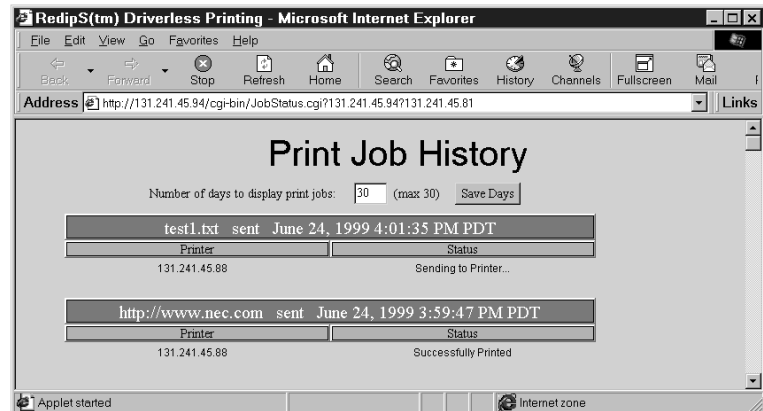 RedipS(tm) Driverless Printing - Microsoft Internet Explorer
File Edit View Go Favorites Help
Back Forward Stop Refresh Home Search Favorites History Channels Fullscreen Mail
Address http://131.241.45.94/cgi-bin/JobStatus.cgi?131.241.45.94?131.241.45.81 Links
Print Job History
Number of days to display print jobs: 30 (max 30) Save Days
test1.txt sent June 24, 1999 4:01:35 PM PDT
Printer Status
131.241.45.88 Sending to Printer...
http://www.nec.com sent June 24, 1999 3:59:47 PM PDT
Printer Status
131.241.45.88 Successfully Printed
Applet started Internet zone